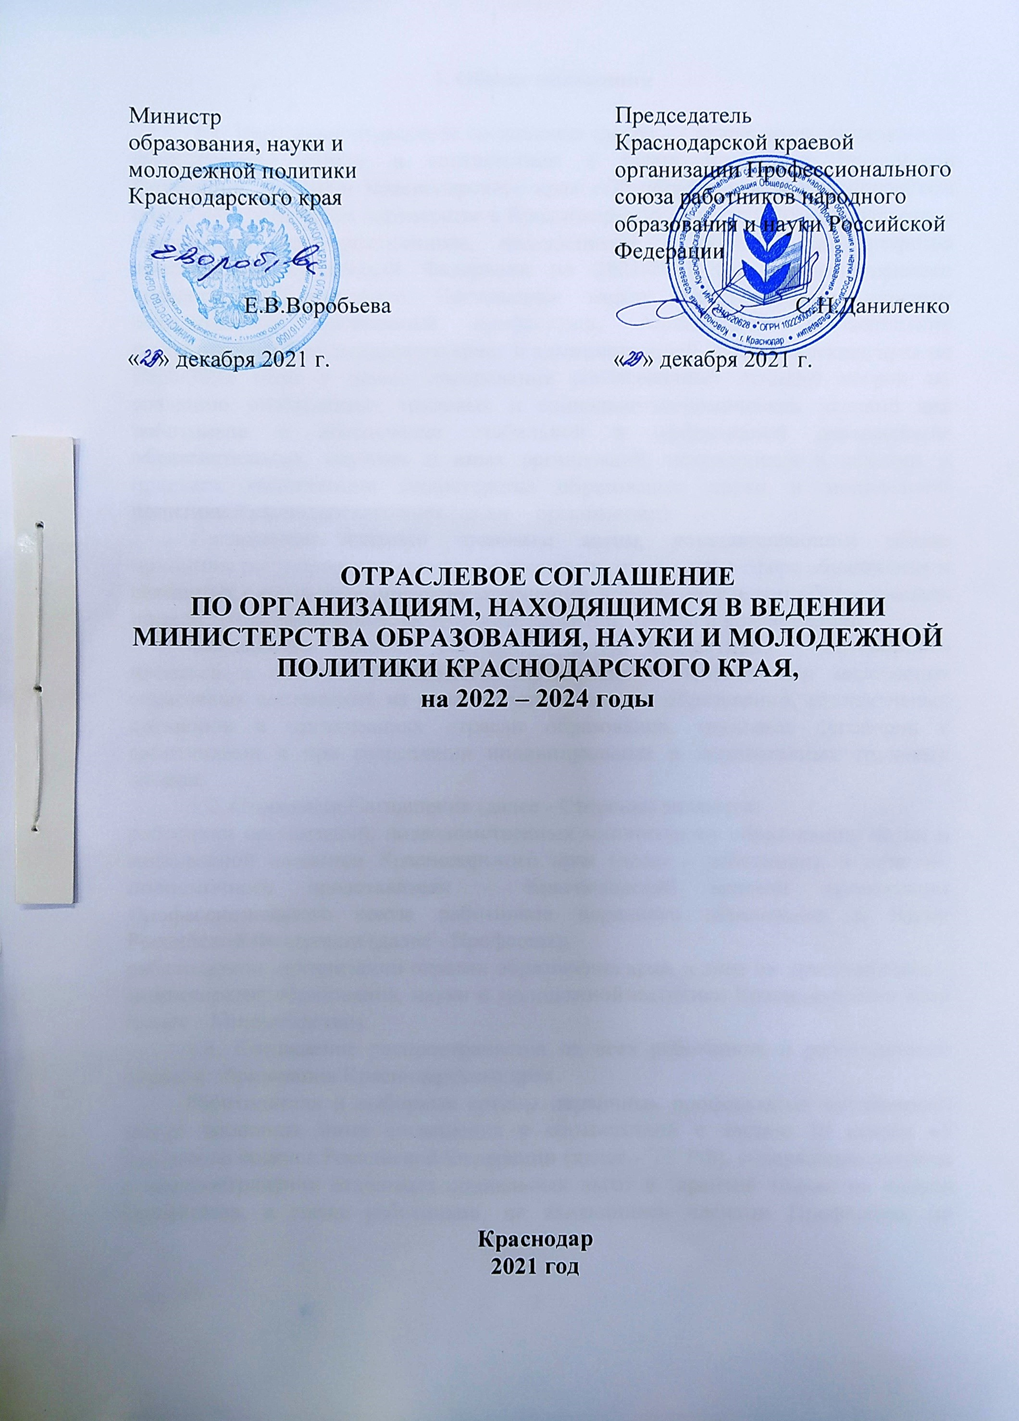 Министр
образования, науки и
молодежной политики
Краснодарского края
Е.В.Воробьева
«29» декабря 2021 г.
Председатель
Краснодарской краевой
организации Профессионального
союза работников народного
образования и науки Российской
Федерации
С.Н.Даниленко
«29» декабря 2021 г.
ОТРАСЛЕВОЕ СОГЛАШЕНИЕ
ПО ОРГАНИЗАЦИЯМ, НАХОДЯЩИМСЯ В ВЕДЕНИИ
МИНИСТЕРСТВА ОБРАЗОВАНИЯ, НАУКИ И МОЛОДЕЖНОЙ
ПОЛИТИКИ КРАСНОДАРСКОГО КРАЯ,
на 2022 – 2024 годы
Краснодар
2021 год